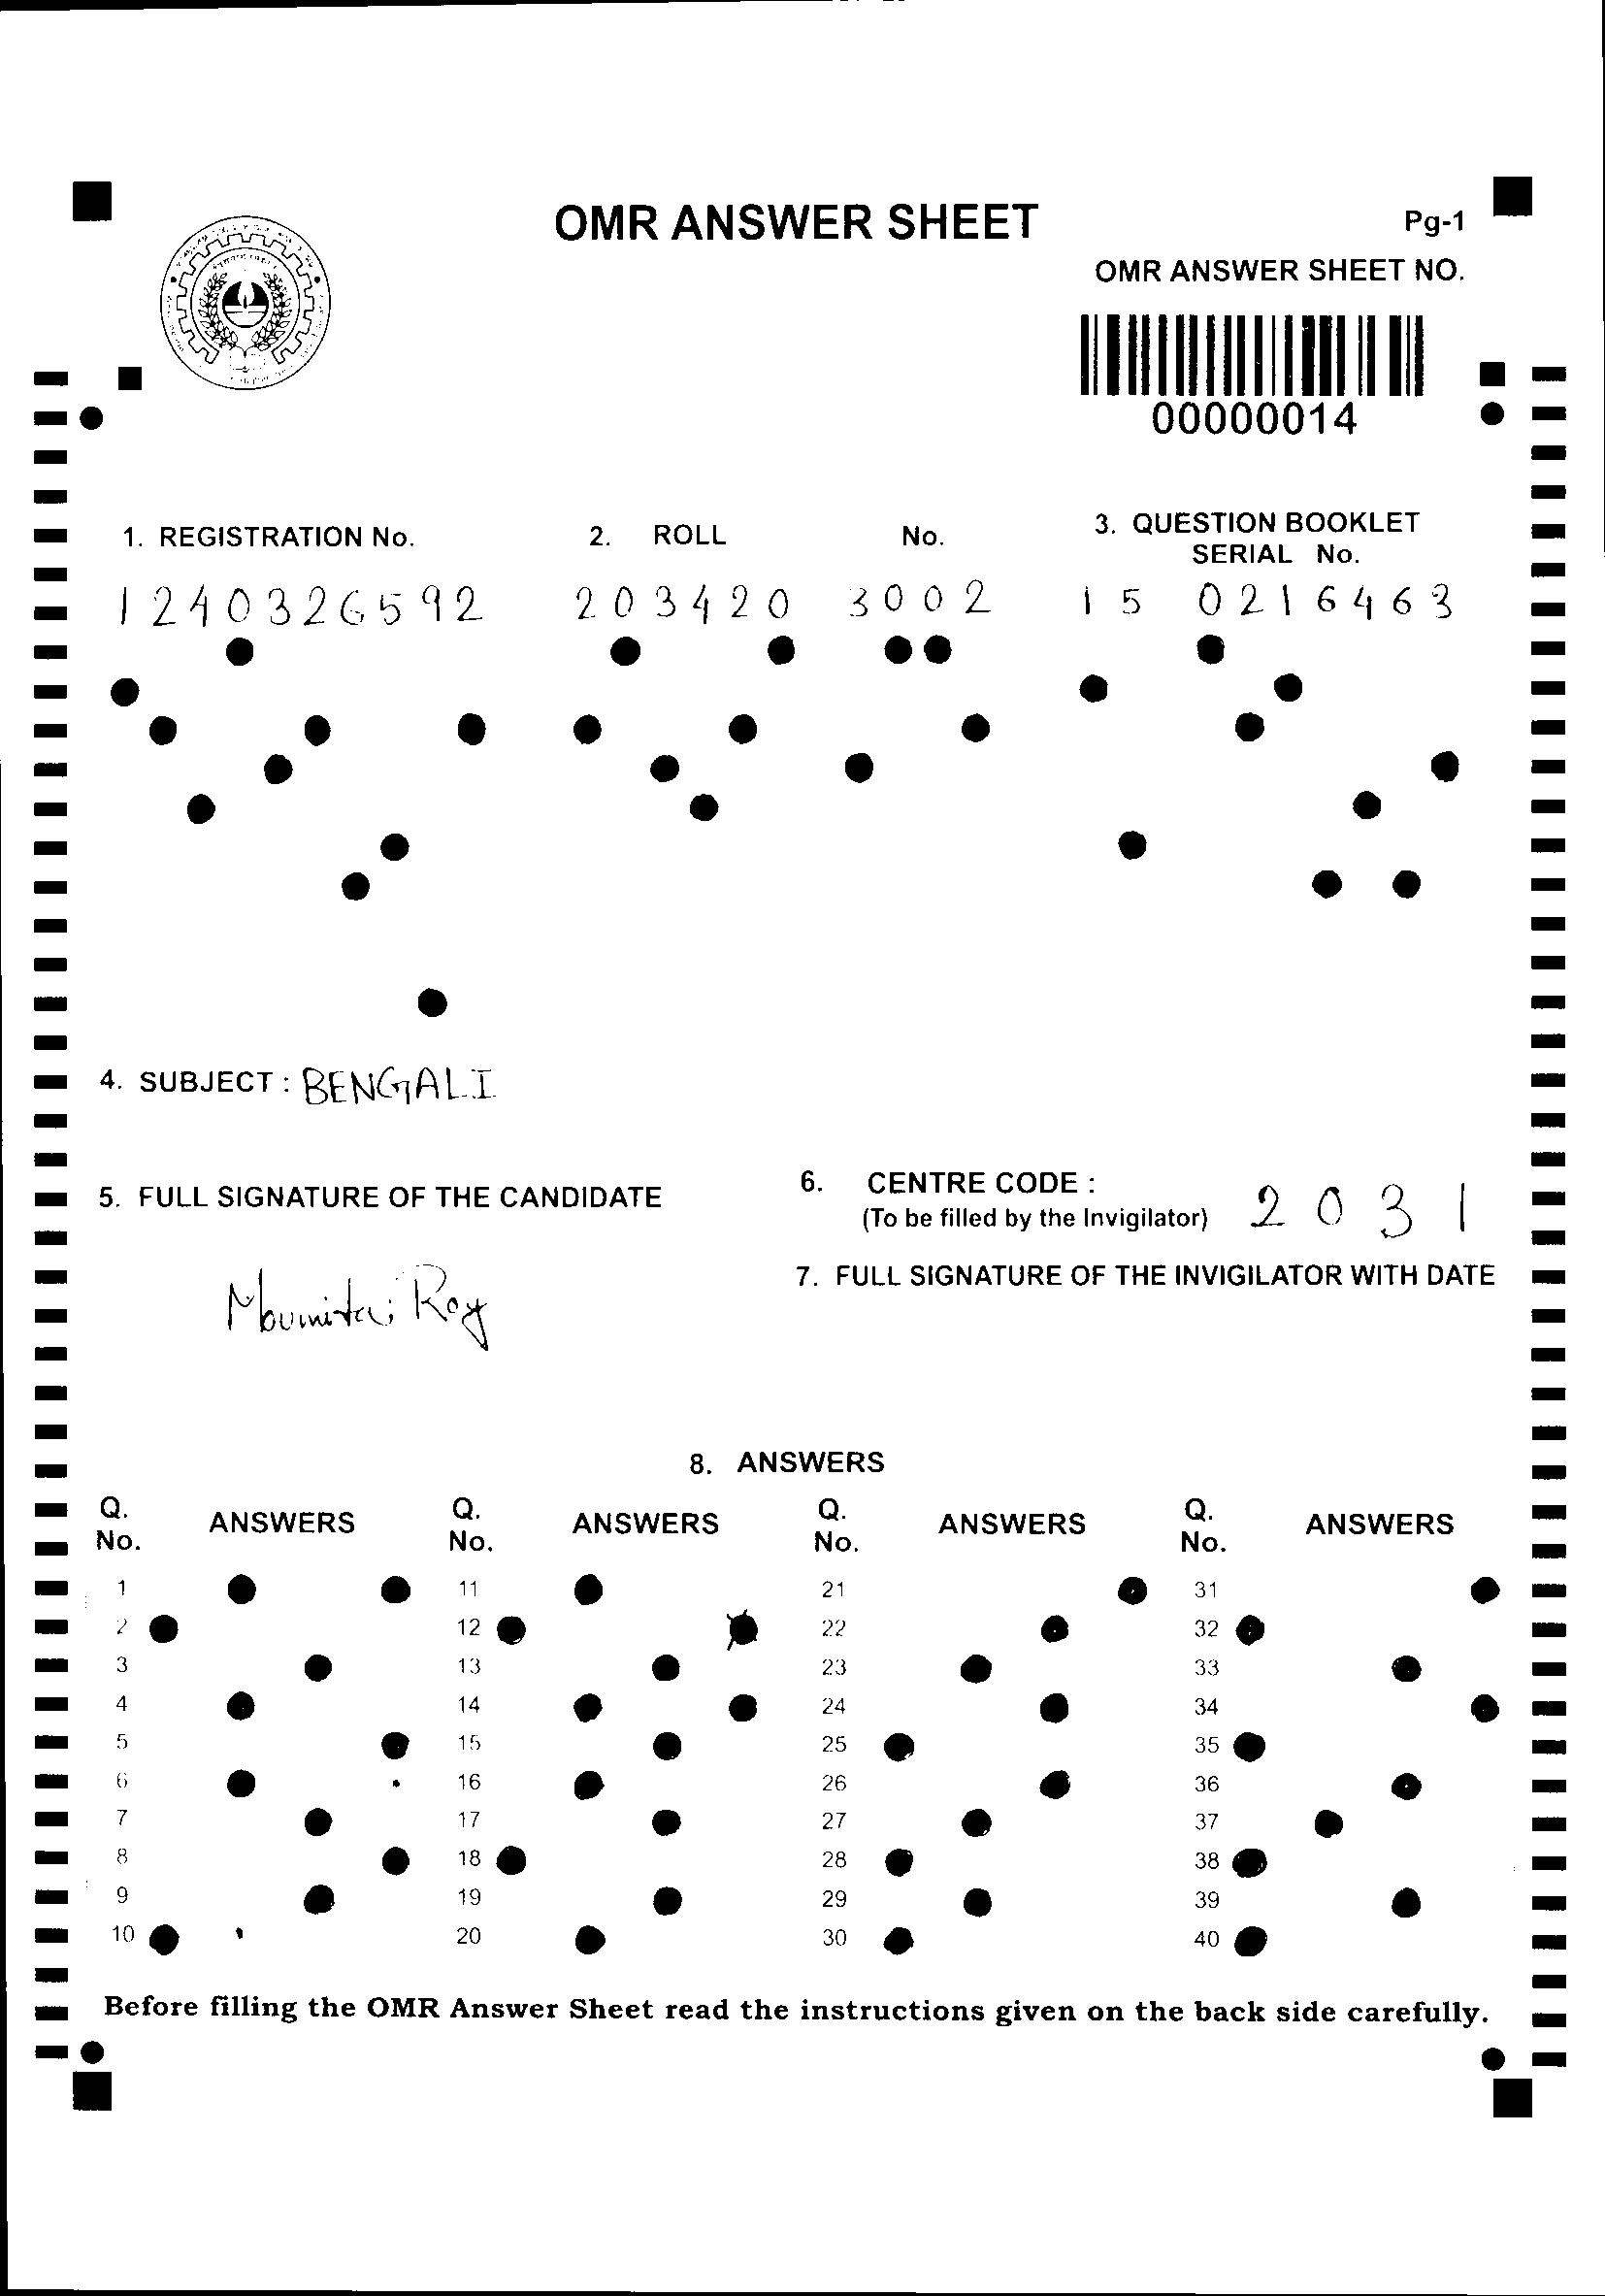 OMR ANSWER SHEET
Pg-1
OMR ANSWER SHEET NO.
00000014
1. REGISTRATION No.
1240326592
2. ROLL No.
203420 3002
3. QUESTION BOOKLET
SERIAL No.
15 0216463
4. SUBJECT : BENGALI
5. FULL SIGNATURE OF THE CANDIDATE
Moumita Roy
6. CENTRE CODE : 2031
(To be filled by the Invigilator)
7. FULL SIGNATURE OF THE INVIGILATOR WITH DATE
8. ANSWERS
Q. No. ANSWERS Q. No. ANSWERS Q. No. ANSWERS Q. No. ANSWERS
1 11 21 31
2 12 22 32
3 13 23 33
4 14 24 34
5 15 25 35
6 16 26 36
7 17 27 37
8 18 28 38
9 19 29 39
10 20 30 40
Before filling the OMR Answer Sheet read the instructions given on the back side carefully.